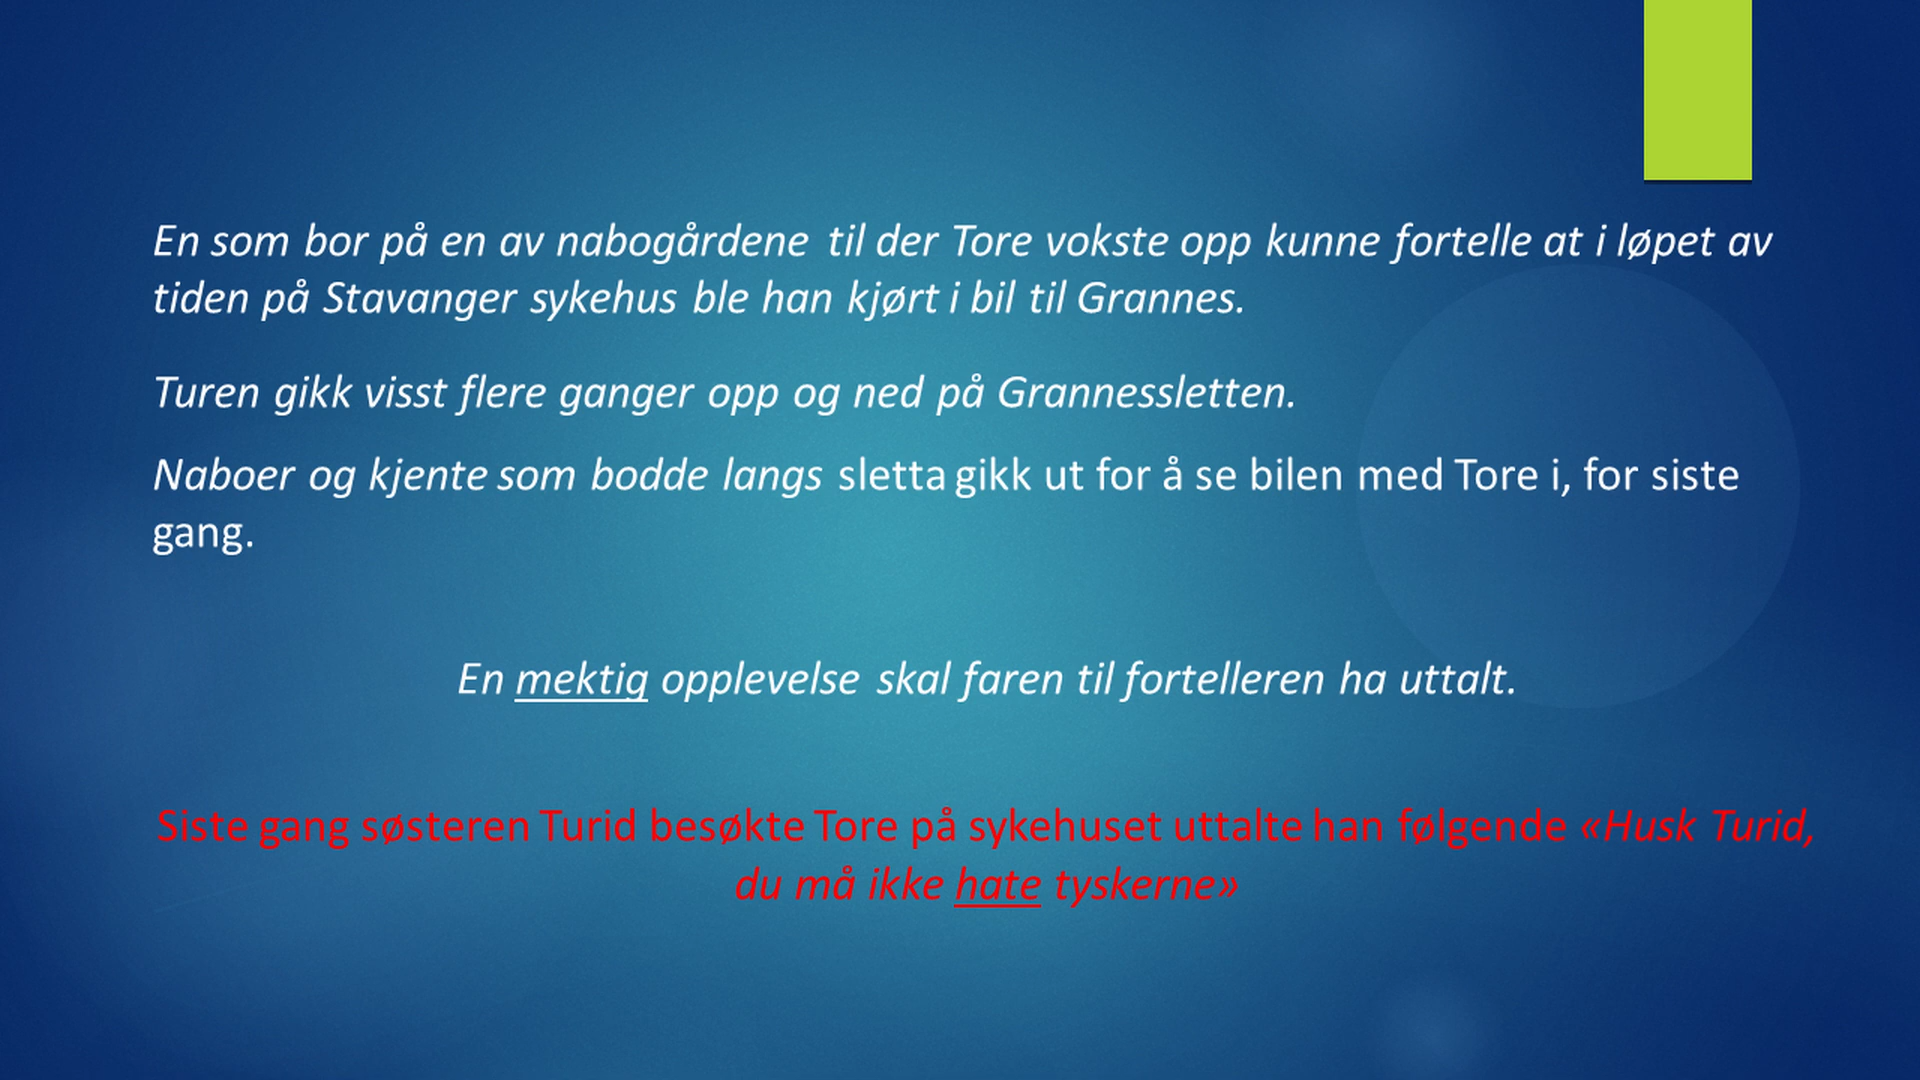 En som bor på en av nabogårdene til der Tore vokste opp kunne fortelle at i løpet av
tiden på Stavanger sykehus ble han kjørt i bil til Grannes.
Turen gikk visst flere ganger opp og ned på Grannessletten.
Naboer og kjente som bodde langs sletta gikk ut for å se bilen med Tore i, for siste
gang.
En mektig opplevelse skal faren til fortelleren ha uttalt.
Siste gang søsteren Turid besøkte Tore på sykehuset uttalte han følgende «Husk Turid,
du må ikke hate tyskerne»